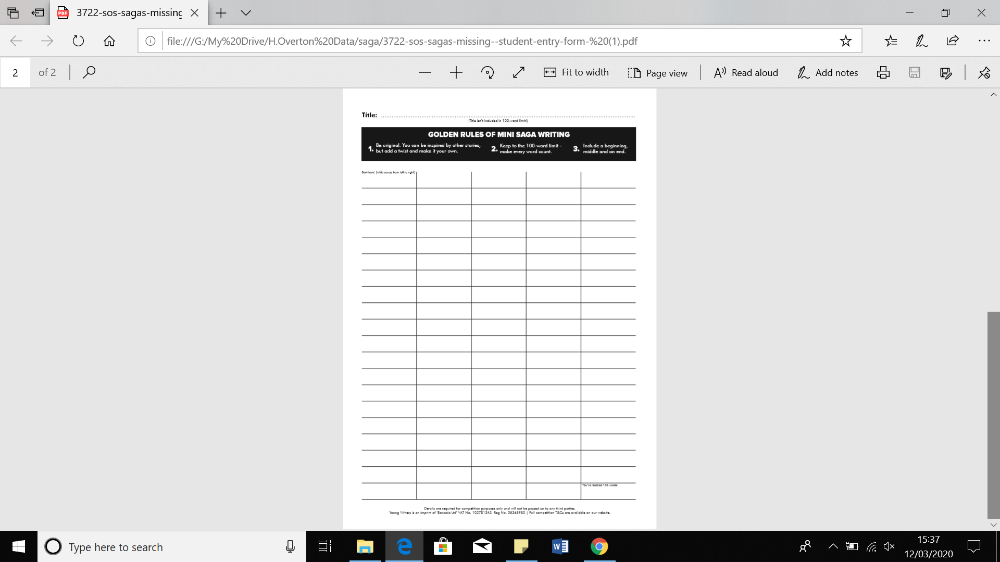 3722-sos-sagas-missing
file:///G:/My%20Drive/H.Overton%20Data/saga/3722-sos-sagas-missing--student-entry-form-%20(1).pdf
2 of 2
Fit to width
Page view
Read aloud
Add notes
Title:
(Title isn't included in 100-word limit!)
GOLDEN RULES OF MINI SAGA WRITING
1. Be original. You can be inspired by other stories,
but add a twist and make it your own.
2. Keep to the 100-word limit -
make every word count.
3. Include a beginning,
middle and an end.
Start here: (Write across from left to right)
You've reached 100 words!
Details are required for competition purposes only and will not be passed on to any third parties.
Young Writers is an imprint of 'Bonacia Ltd' VAT No. 102781343 Reg No. 05368980 | Full competition T&Cs are available on our website.
Type here to search
15:37
12/03/2020